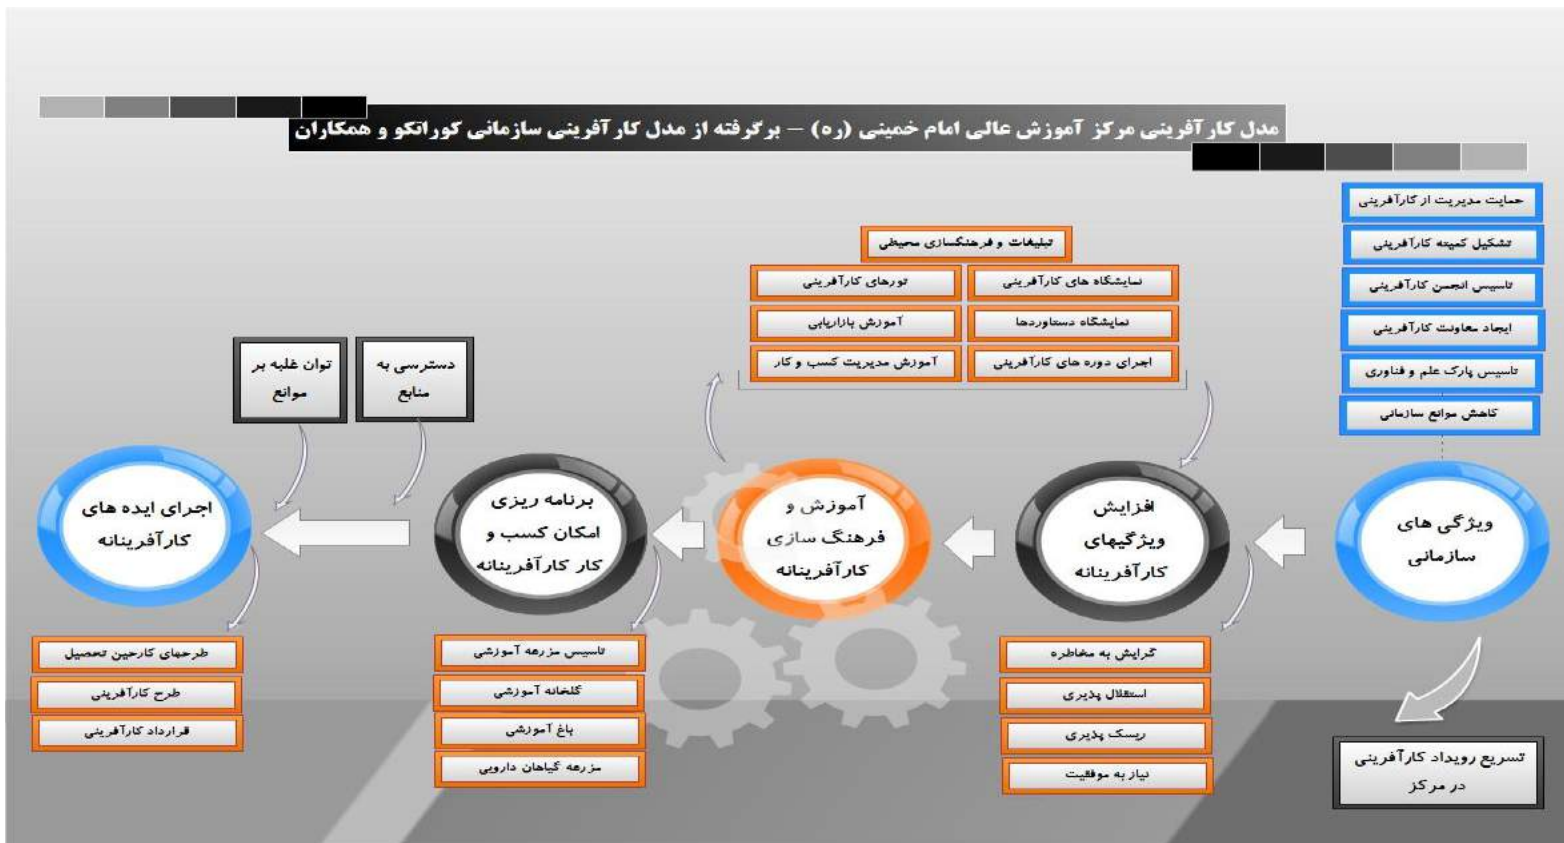 مدل کارآفرینی مرکز آموزش عالی امام خمینی (ره) – برگرفته از مدل کارآفرینی سازمانی کوراتکو و همکاران
حمایت مدیریت از کارآفرینی
تشکیل کمیته کارآفرینی
تاسیس انجمن کارآفرینی
ایجاد معاونت کارآفرینی
تاسیس پارک علم و فناوری
کاهش موانع سازمانی
ویژگی های
سازمانی
تسریع رویداد کارآفرینی
در مرکز
تبلیغات و فرهنگسازی محیطی
نمایشگاه های کارآفرینی
تورهای کارآفرینی
نمایشگاه دستاوردها
آموزش بازاریابی
اجرای دوره های کارآفرینی
آموزش مدیریت کسب و کار
افزایش
ویژگیهای
کارآفرینانه
گرایش به مخاطره
استقلال پذیری
ریسک پذیری
نیاز به موفقیت
آموزش و
فرهنگ سازی
کارآفرینانه
برنامه ریزی
امکان کسب و
کار کارآفرینانه
تاسیس مزرعه آموزشی
گلخانه آموزشی
باغ آموزشی
مزرعه گیاهان دارویی
دسترسی به
منابع
توان غلبه بر
موانع
اجرای ایده های
کارآفرینانه
طرحهای کارحین تحصیل
طرح کارآفرینی
قرارداد کارآفرینی